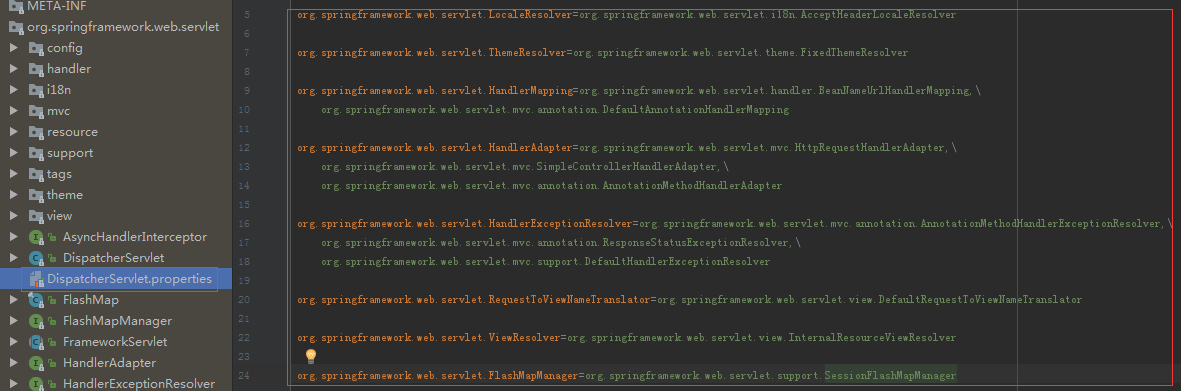 META-INF
org.springframework.web.servlet
config
handler
i18n
mvc
resource
support
tags
theme
view
AsyncHandlerInterceptor
DispatcherServlet
DispatcherServlet.properties
FlashMap
FlashMapManager
FrameworkServlet
HandlerAdapter
HandlerExceptionResolver
5 org.springframework.web.servlet.LocaleResolver=org.springframework.web.servlet.i18n.AcceptHeaderLocaleResolver
6
7 org.springframework.web.servlet.ThemeResolver=org.springframework.web.servlet.theme.FixedThemeResolver
8
9 org.springframework.web.servlet.HandlerMapping=org.springframework.web.servlet.handler.BeanNameUrlHandlerMapping,\
10 org.springframework.web.servlet.mvc.annotation.DefaultAnnotationHandlerMapping
11
12 org.springframework.web.servlet.HandlerAdapter=org.springframework.web.servlet.mvc.HttpRequestHandlerAdapter,\
13 org.springframework.web.servlet.mvc.SimpleControllerHandlerAdapter,\
14 org.springframework.web.servlet.mvc.annotation.AnnotationMethodHandlerAdapter
15
16 org.springframework.web.servlet.HandlerExceptionResolver=org.springframework.web.servlet.mvc.annotation.AnnotationMethodHandlerExceptionResolver,\
17 org.springframework.web.servlet.mvc.annotation.ResponseStatusExceptionResolver,\
18 org.springframework.web.servlet.mvc.support.DefaultHandlerExceptionResolver
19
20 org.springframework.web.servlet.RequestToViewNameTranslator=org.springframework.web.servlet.view.DefaultRequestToViewNameTranslator
21
22 org.springframework.web.servlet.ViewResolver=org.springframework.web.servlet.view.InternalResourceViewResolver
23
24 org.springframework.web.servlet.FlashMapManager=org.springframework.web.servlet.support.SessionFlashMapManager